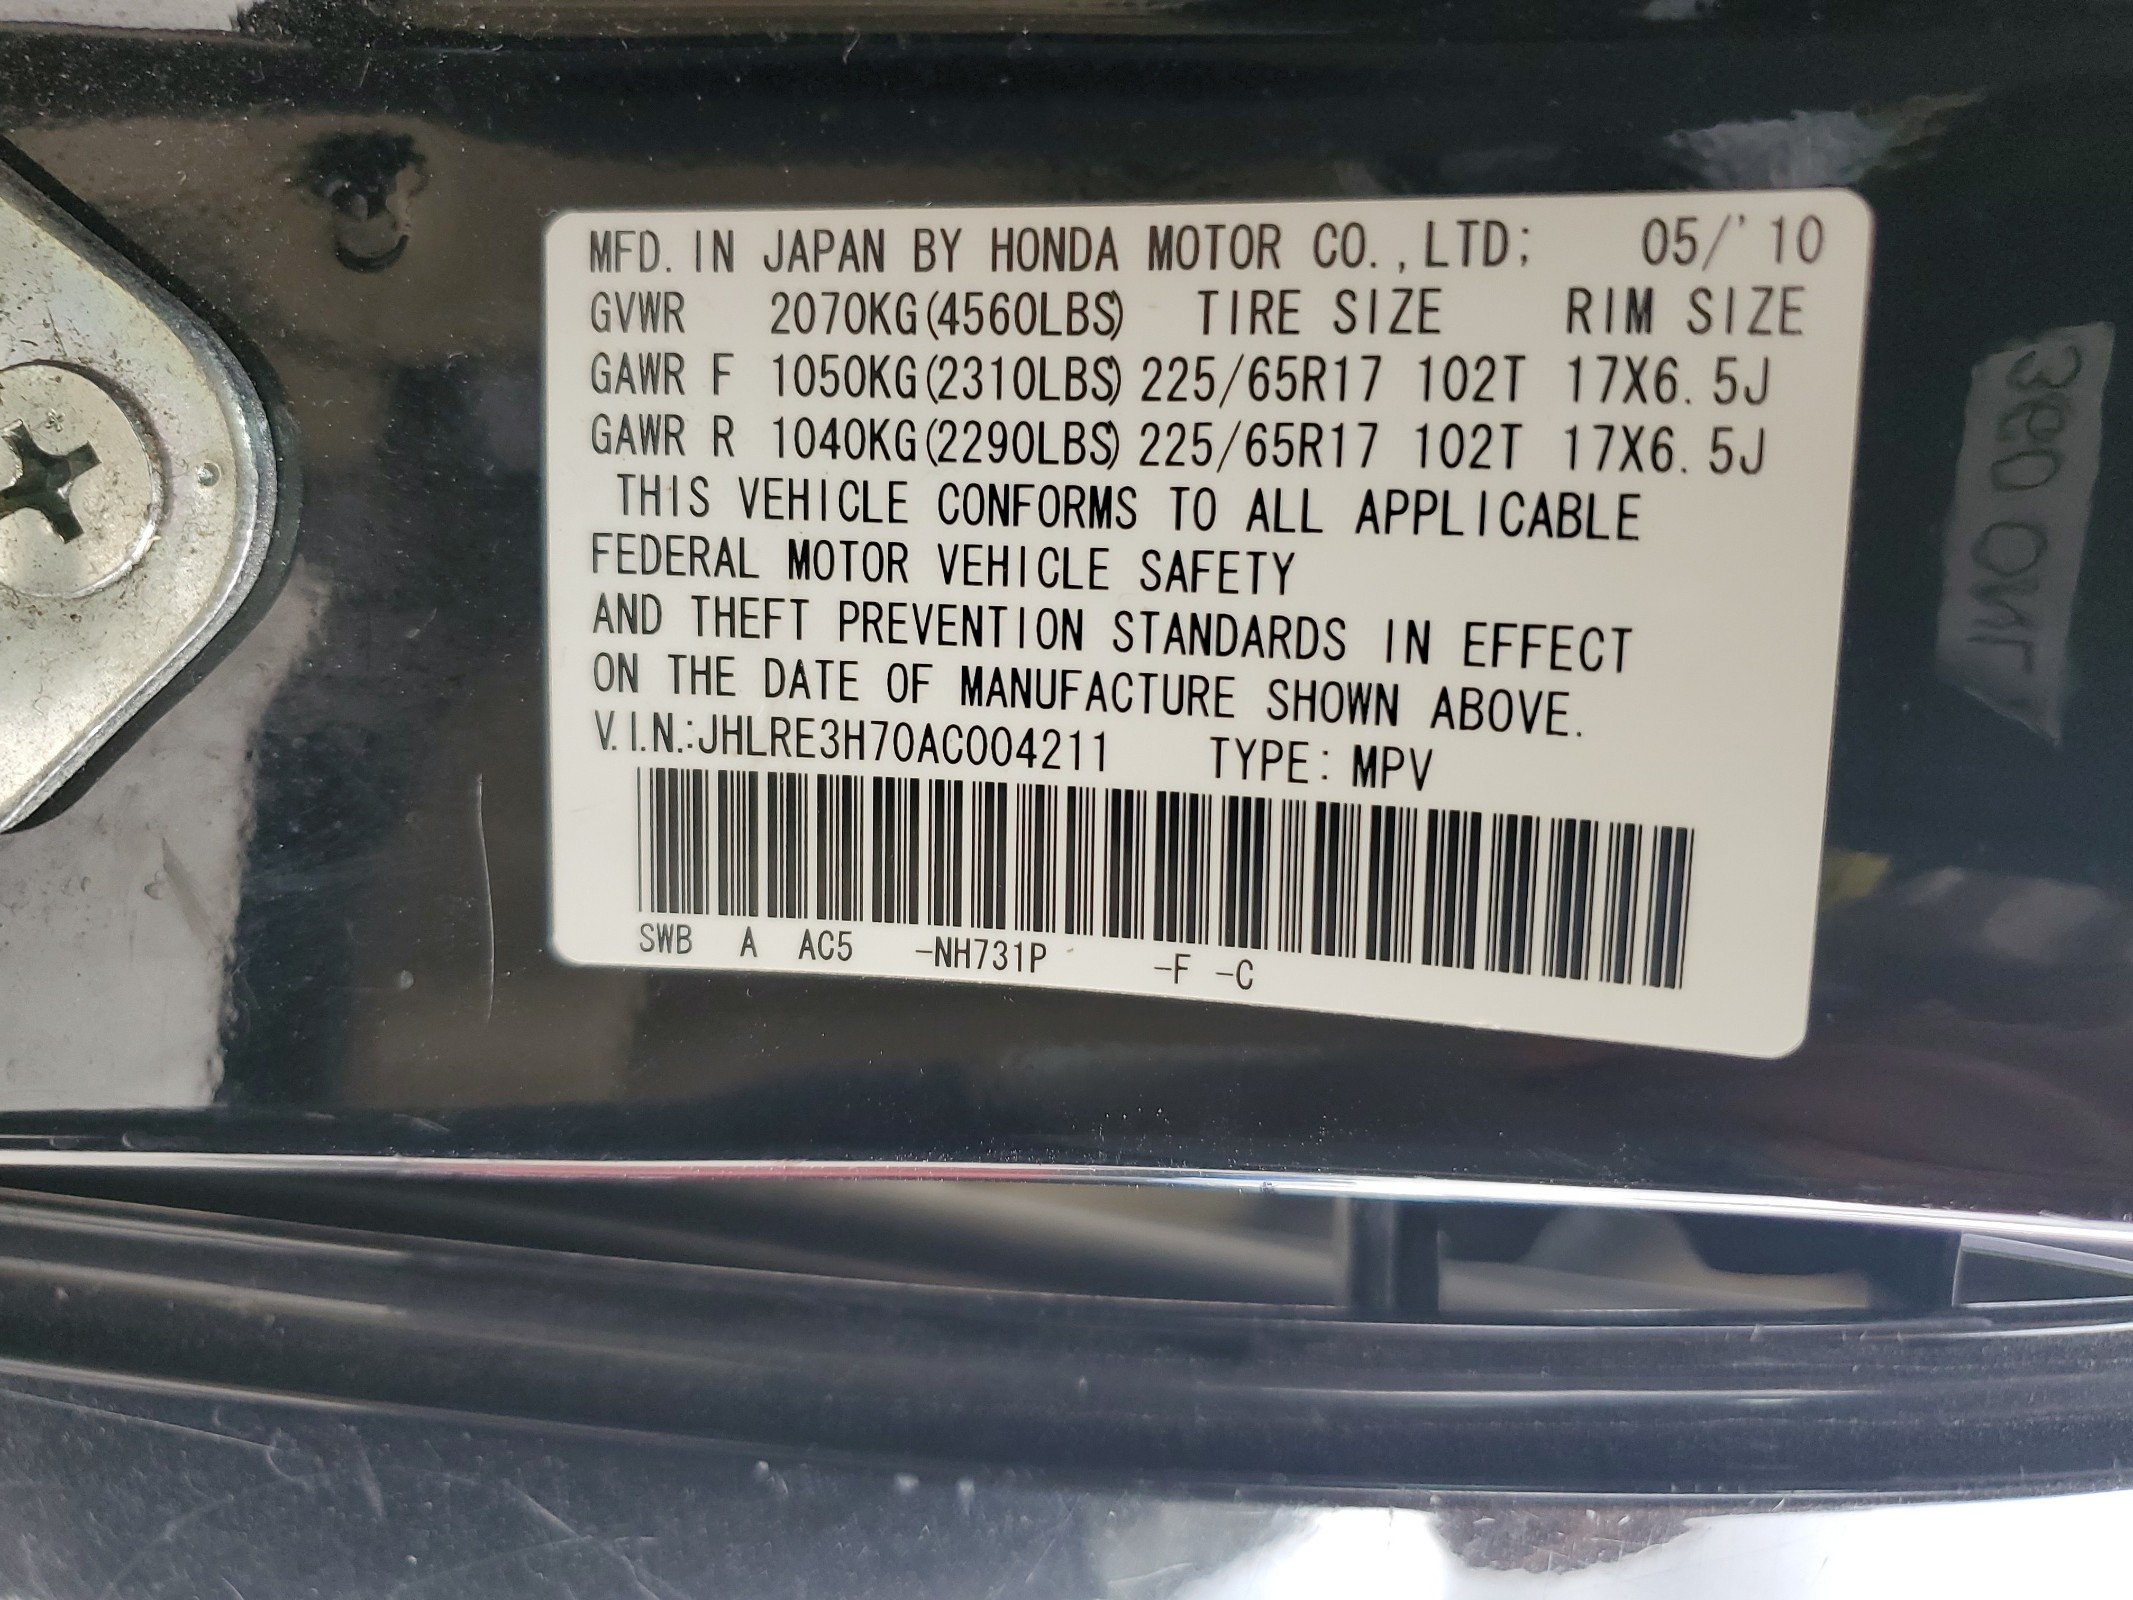 MFD. IN JAPAN BY HONDA MOTOR CO.,LTD; 05/'10
GVWR 2070KG(4560LBS) TIRE SIZE RIM SIZE
GAWR F 1050KG(2310LBS) 225/65R17 102T 17X6.5J
GAWR R 1040KG(2290LBS) 225/65R17 102T 17X6.5J
THIS VEHICLE CONFORMS TO ALL APPLICABLE
FEDERAL MOTOR VEHICLE SAFETY
AND THEFT PREVENTION STANDARDS IN EFFECT
ON THE DATE OF MANUFACTURE SHOWN ABOVE.
V.I.N.:JHLRE3H70AC004211 TYPE: MPV
SWB A AC5 -NH731P -F -C